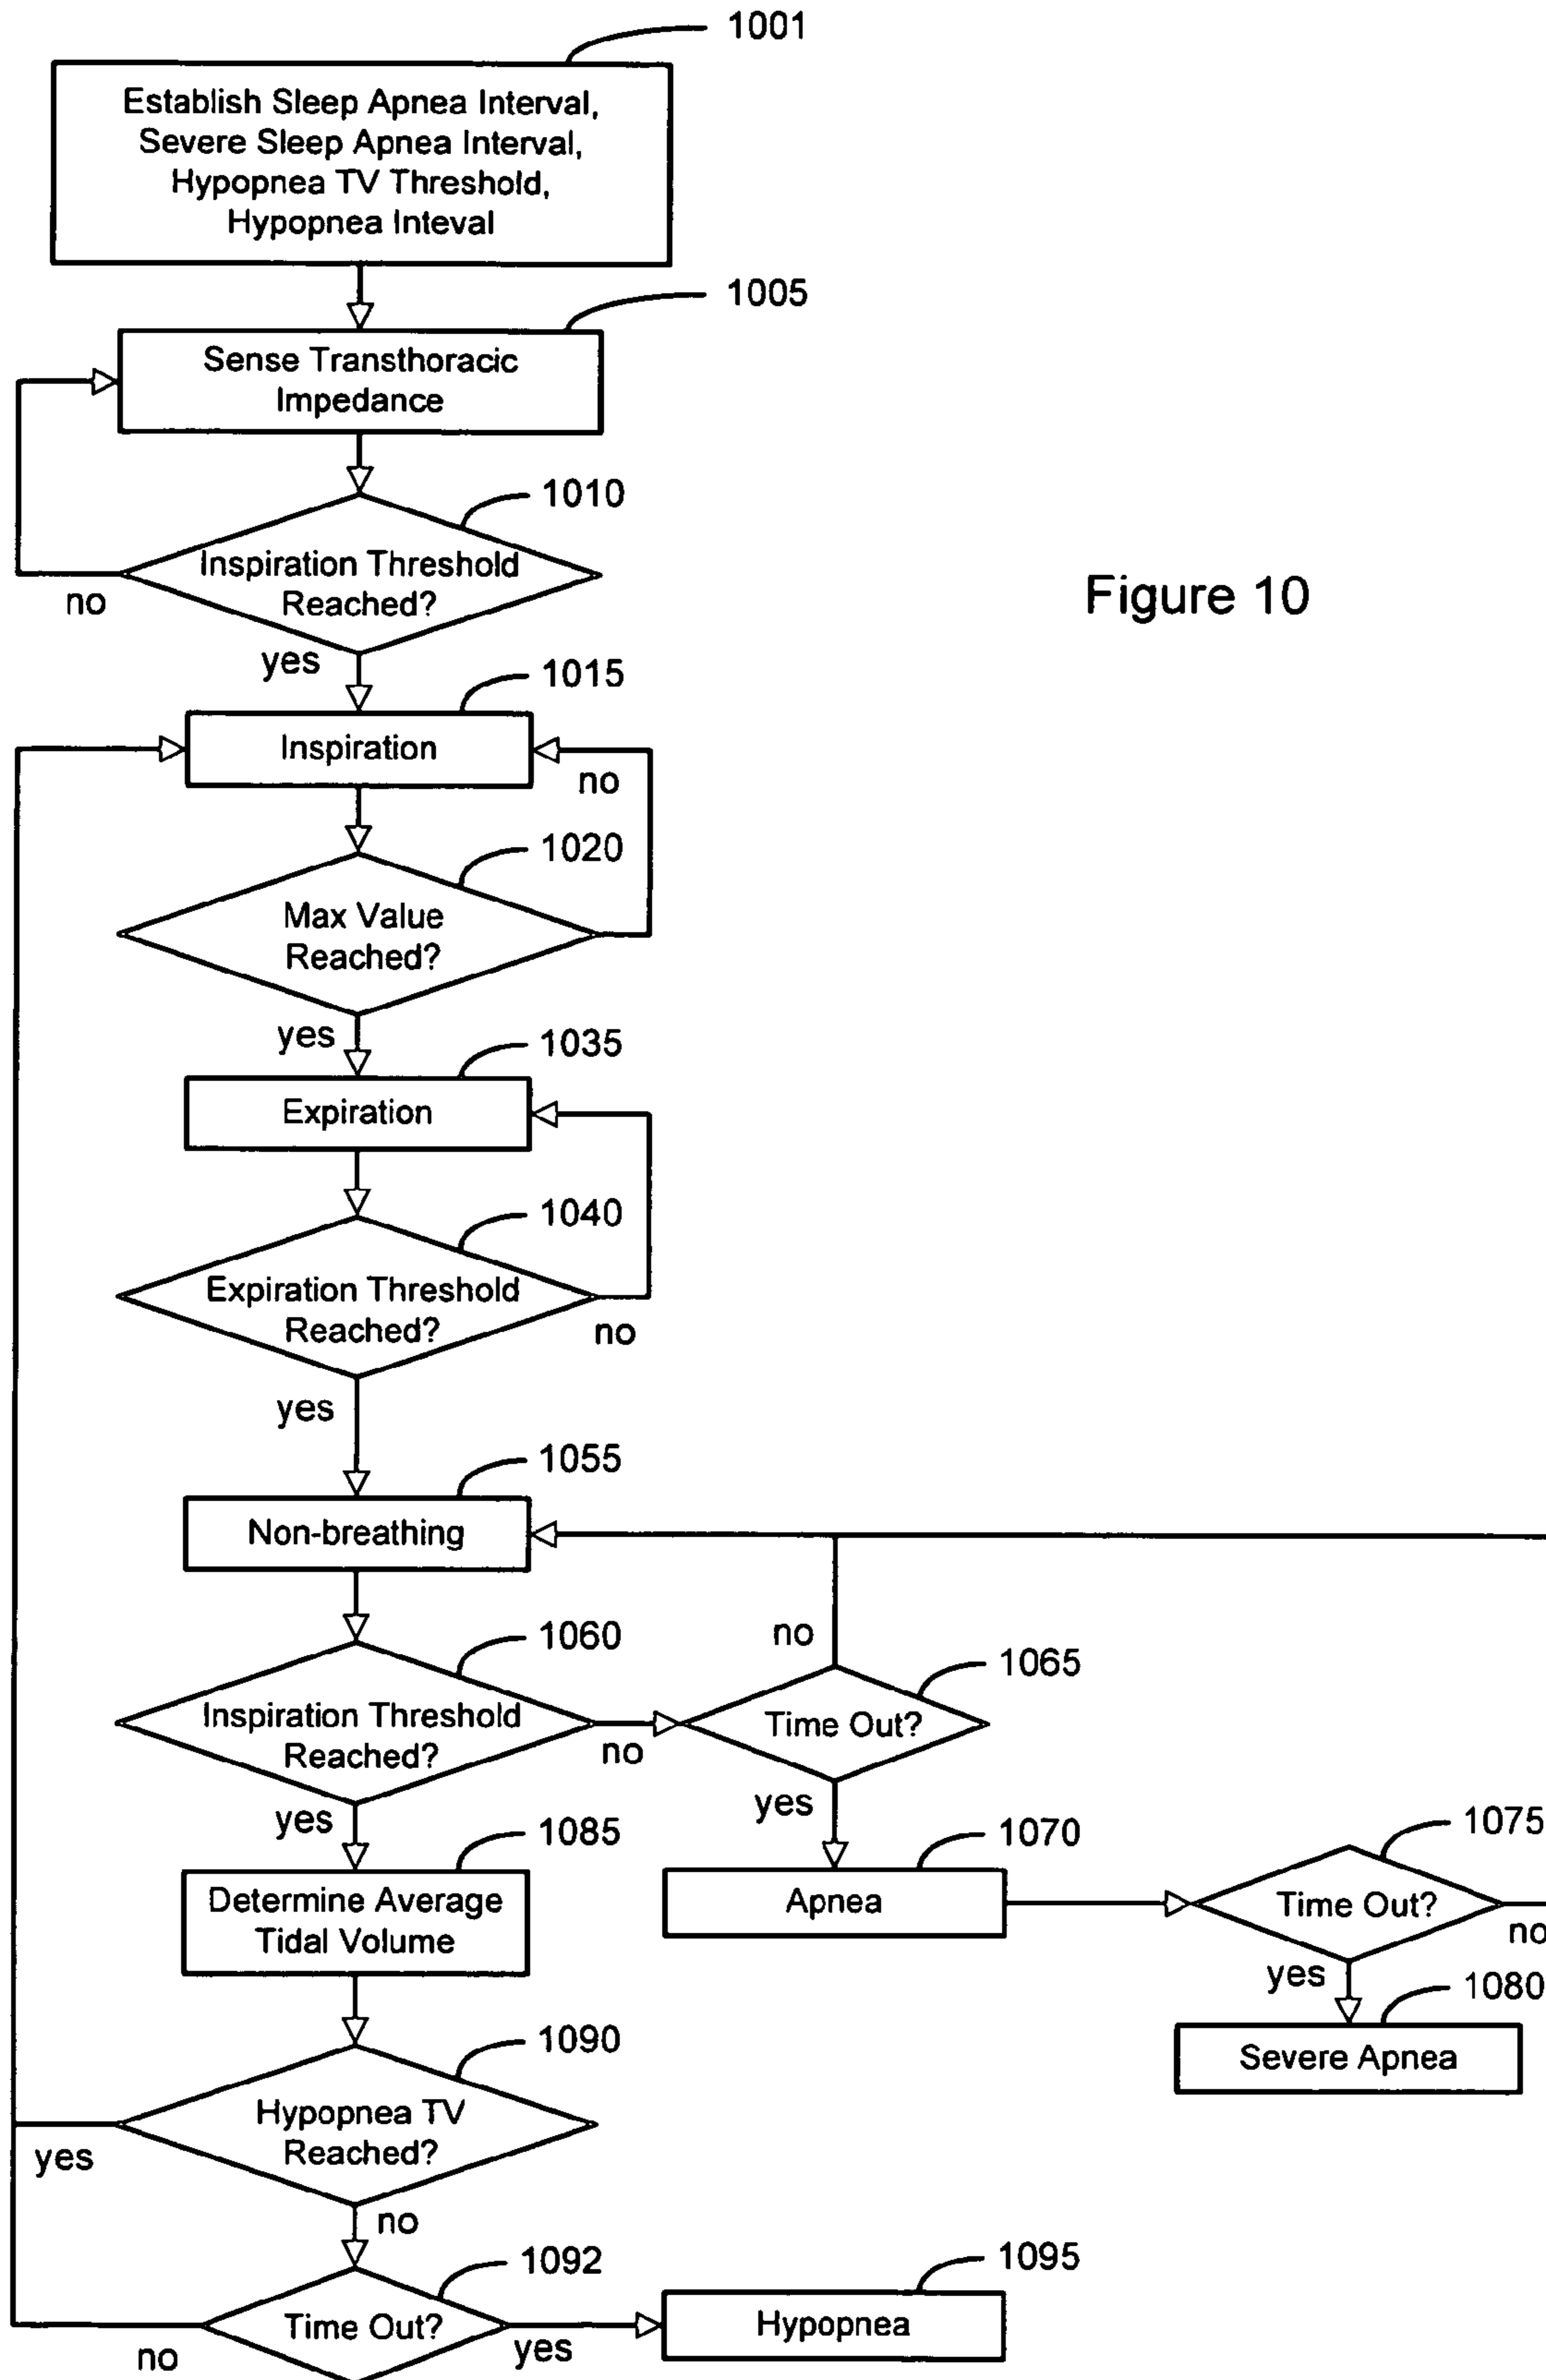 1001
Establish Sleep Apnea Interval,
Severe Sleep Apnea Interval,
Hypopnea TV Threshold,
Hypopnea Inteval
1005
Sense Transthoracic
Impedance
1010
Inspiration Threshold
Reached?
no
yes
Figure 10
1015
Inspiration
no
1020
Max Value
Reached?
yes
1035
Expiration
1040
Expiration Threshold
Reached?
no
yes
1055
Non-breathing
1060
Inspiration Threshold
Reached?
no
yes
no
1065
Time Out?
yes
1070
Apnea
1075
Time Out?
no
yes
1080
Severe Apnea
1085
Determine Average
Tidal Volume
1090
Hypopnea TV
Reached?
yes
no
1092
Time Out?
no
yes
1095
Hypopnea